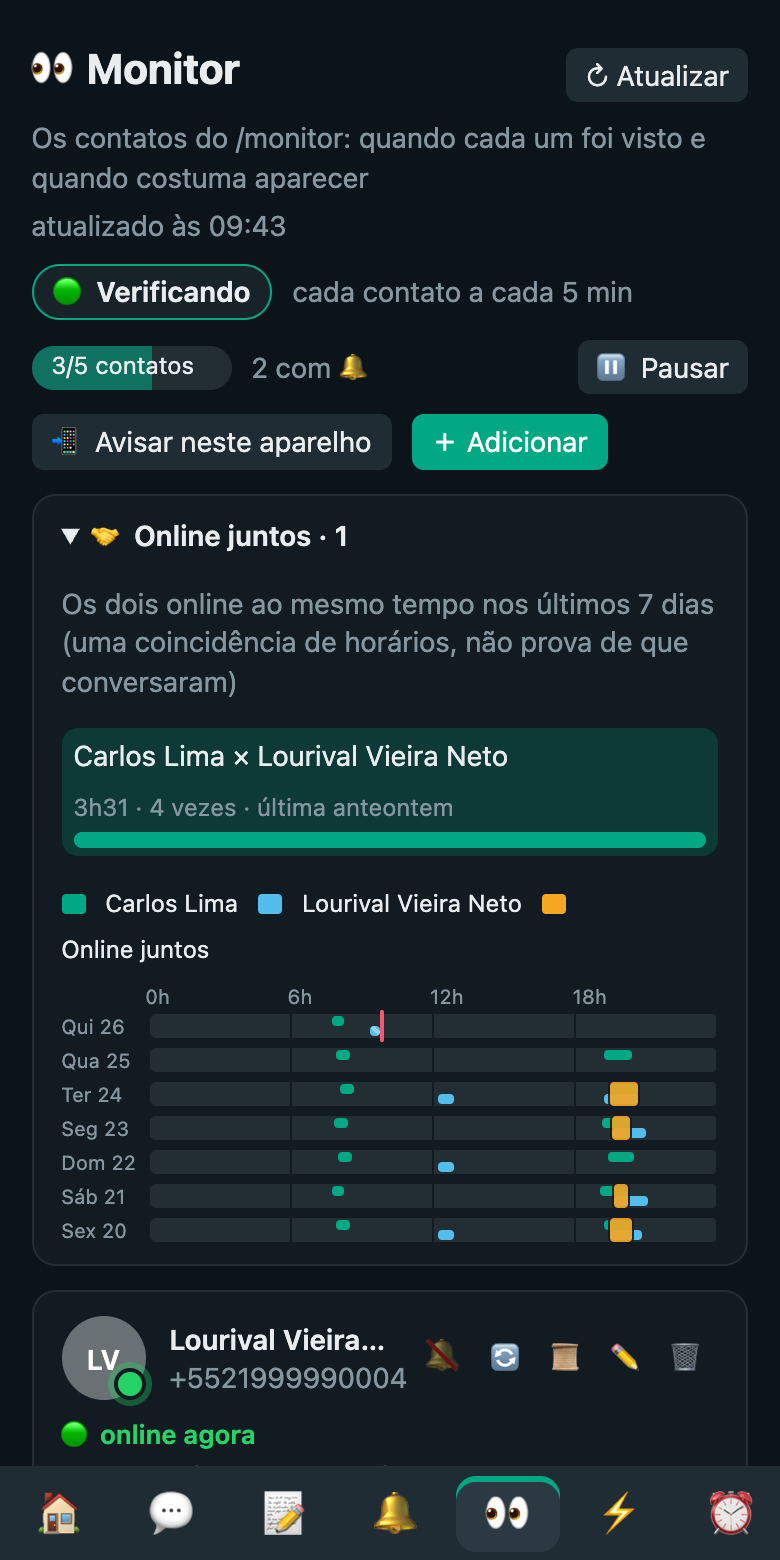 👀 Monitor
↻ Atualizar
Os contatos do /monitor: quando cada um foi visto e
quando costuma aparecer
atualizado às 09:43
Verificando
cada contato a cada 5 min
3/5 contatos
2 com 🔔
Pausar
Avisar neste aparelho
+ Adicionar
▼ 🤝 Online juntos · 1
Os dois online ao mesmo tempo nos últimos 7 dias
(uma coincidência de horários, não prova de que
conversaram)
Carlos Lima × Lourival Vieira Neto
3h31 · 4 vezes · última anteontem
Carlos Lima
Lourival Vieira Neto
Online juntos
0h 6h 12h 18h
Qui 26
Qua 25
Ter 24
Seg 23
Dom 22
Sáb 21
Sex 20
LV
Lourival Vieira...
+5521999990004
online agora